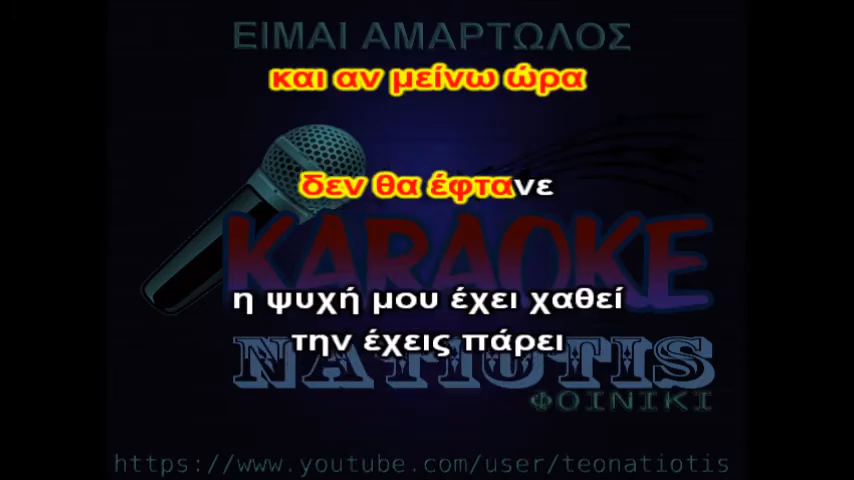 ΕΙΜΑΙ ΑΜΑΡΤΩΛΟΣ
και αν μείνω ώρα
δεν θα έφτανε
KARAOKE
η ψυχή μου έχει χαθεί
την έχεις πάρει
NATIOTIS
ΦΟΙΝΙΚΙ
https://www.youtube.com/user/teonatiotis